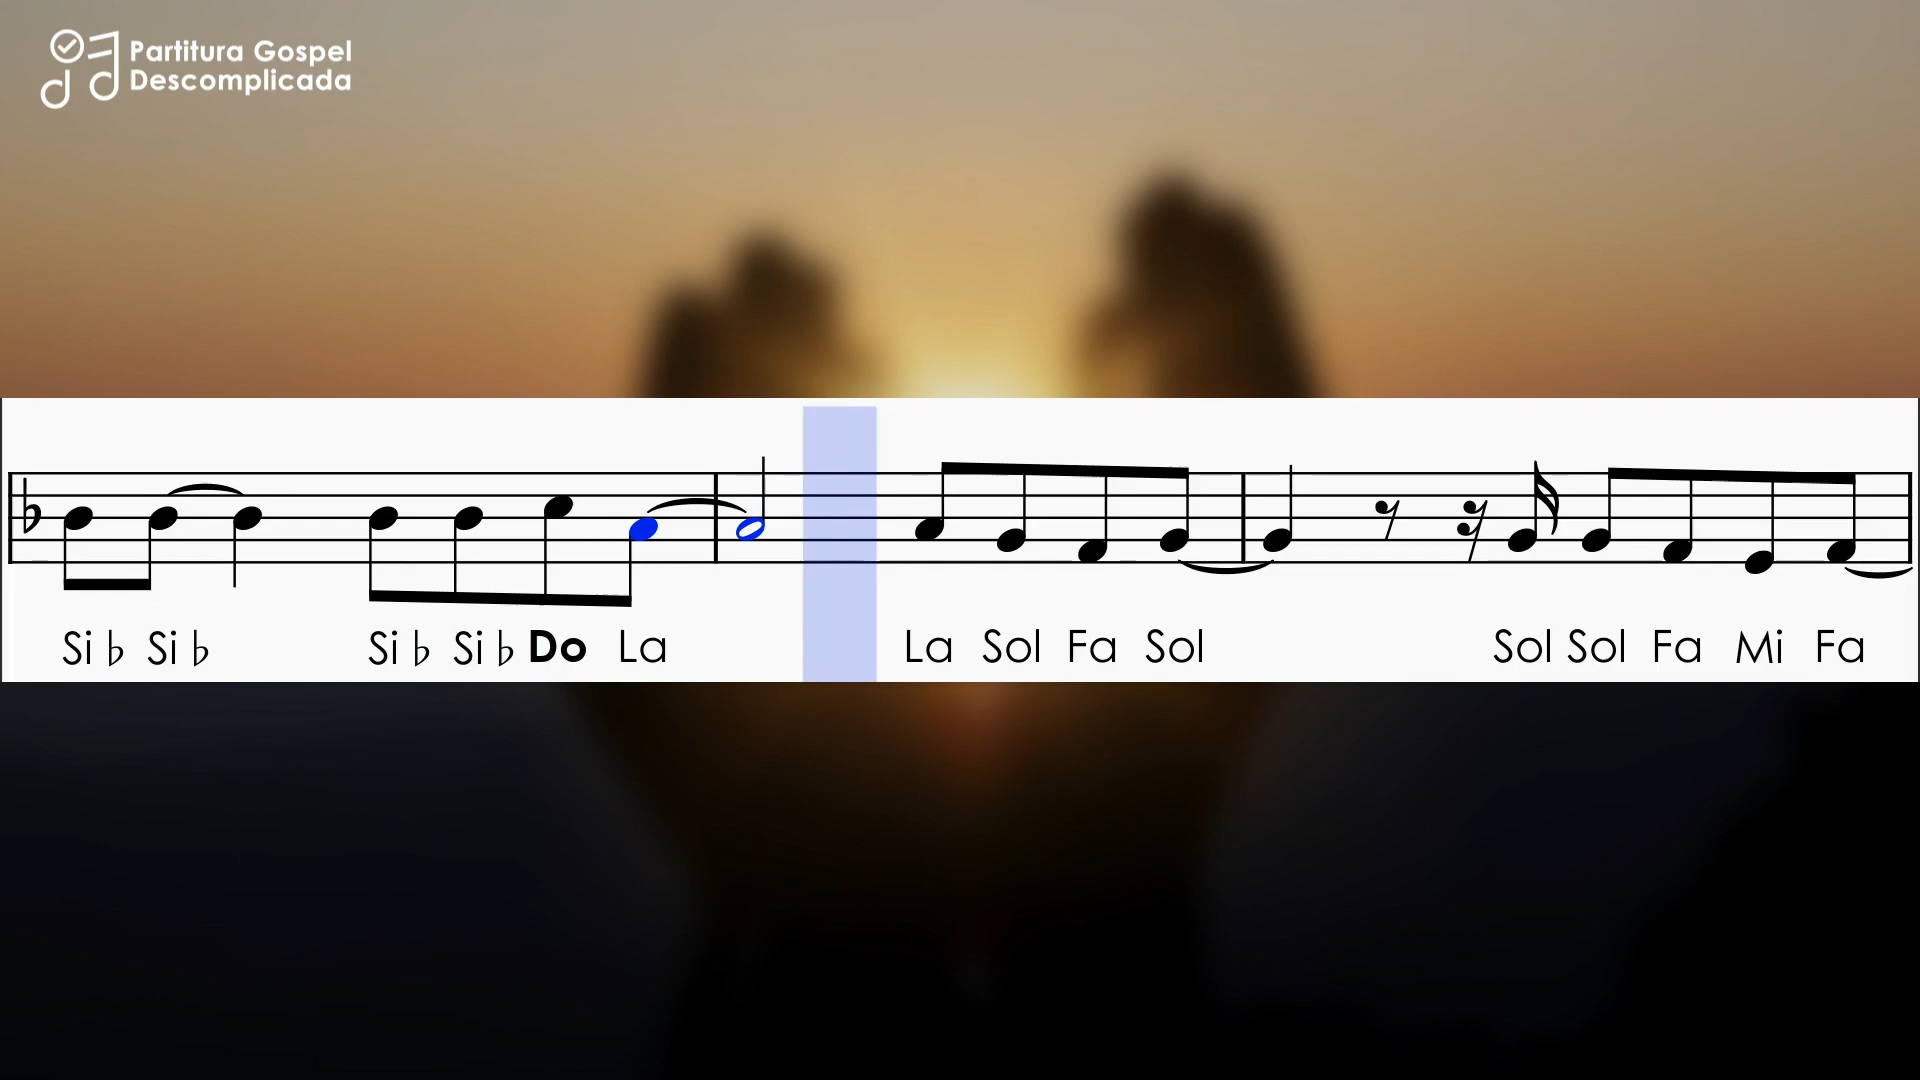 Partitura Gospel
Descomplicada
Si ♭ Si ♭ Si ♭ Si ♭ Do La La Sol Fa Sol Sol Sol Fa Mi Fa